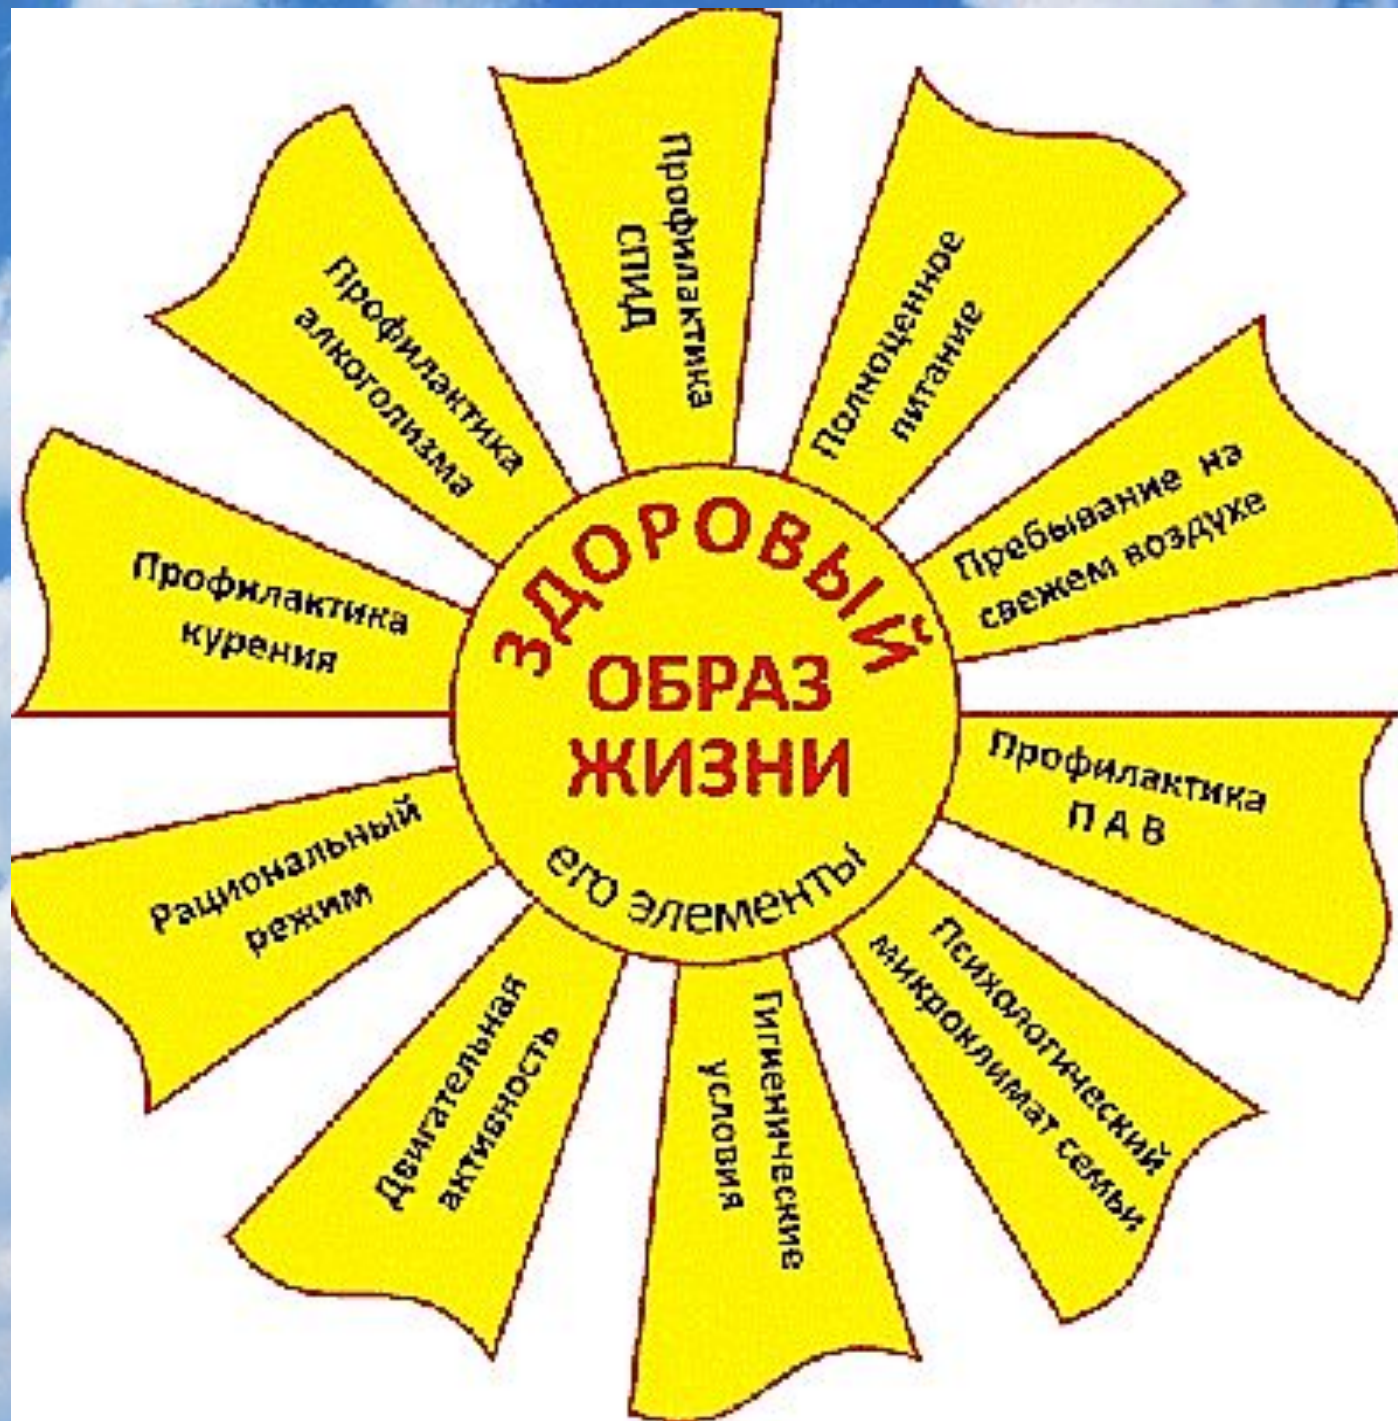 ЗДОРОВЫЙ
ОБРАЗ
ЖИЗНИ
его элементы
Профилактика
СПИД
Полноценное
питание
Пребывание на
свежем воздухе
Профилактика
П А В
Психологический
микроклимат семьи
Гигиенические
условия
Двигательная
активность
Рациональный
режим
Профилактика
курения
Профилактика
алкоголизма